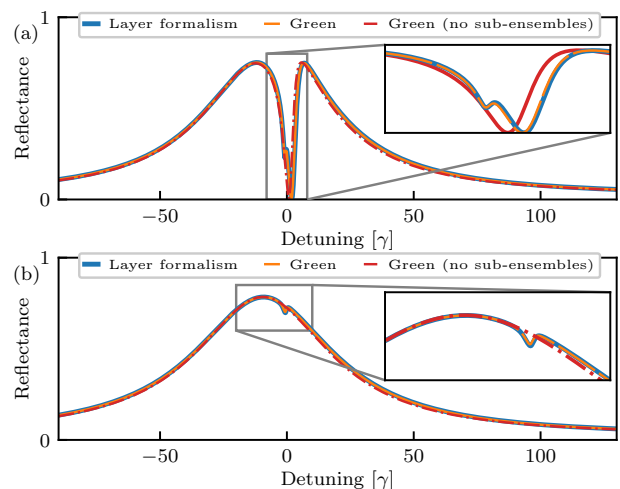 (a)
Layer formalism Green Green (no sub-ensembles)
1
Reflectance
0
−50 0 50 100
Detuning [γ]
(b)
Layer formalism Green Green (no sub-ensembles)
1
Reflectance
0
−50 0 50 100
Detuning [γ]